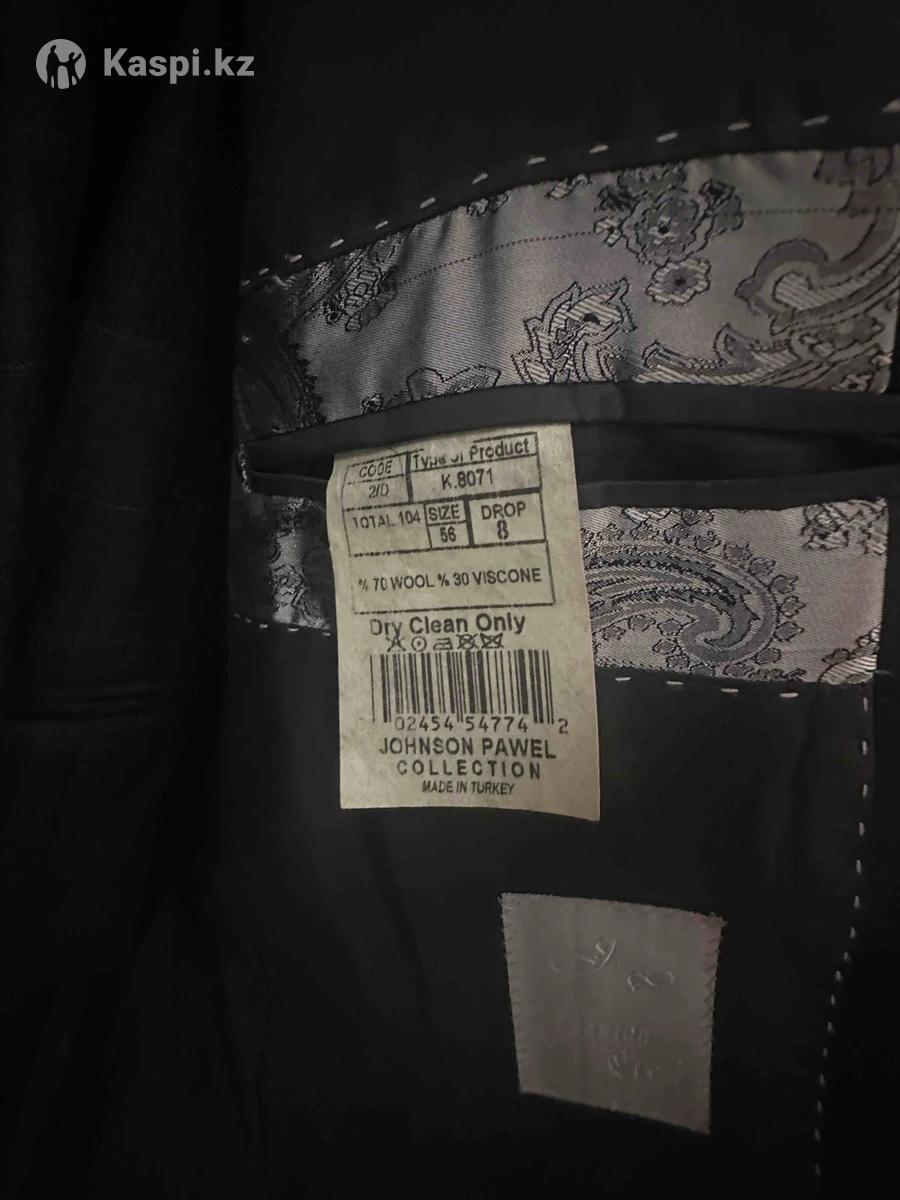 Kaspi.kz
CODE Type of Product
2/D K.8071
TOTAL 104 SIZE 56 DROP 8
% 70 WOOL % 30 VISCONE
Dry Clean Only
02454 54774 2
JOHNSON PAWEL
COLLECTION
MADE IN TURKEY